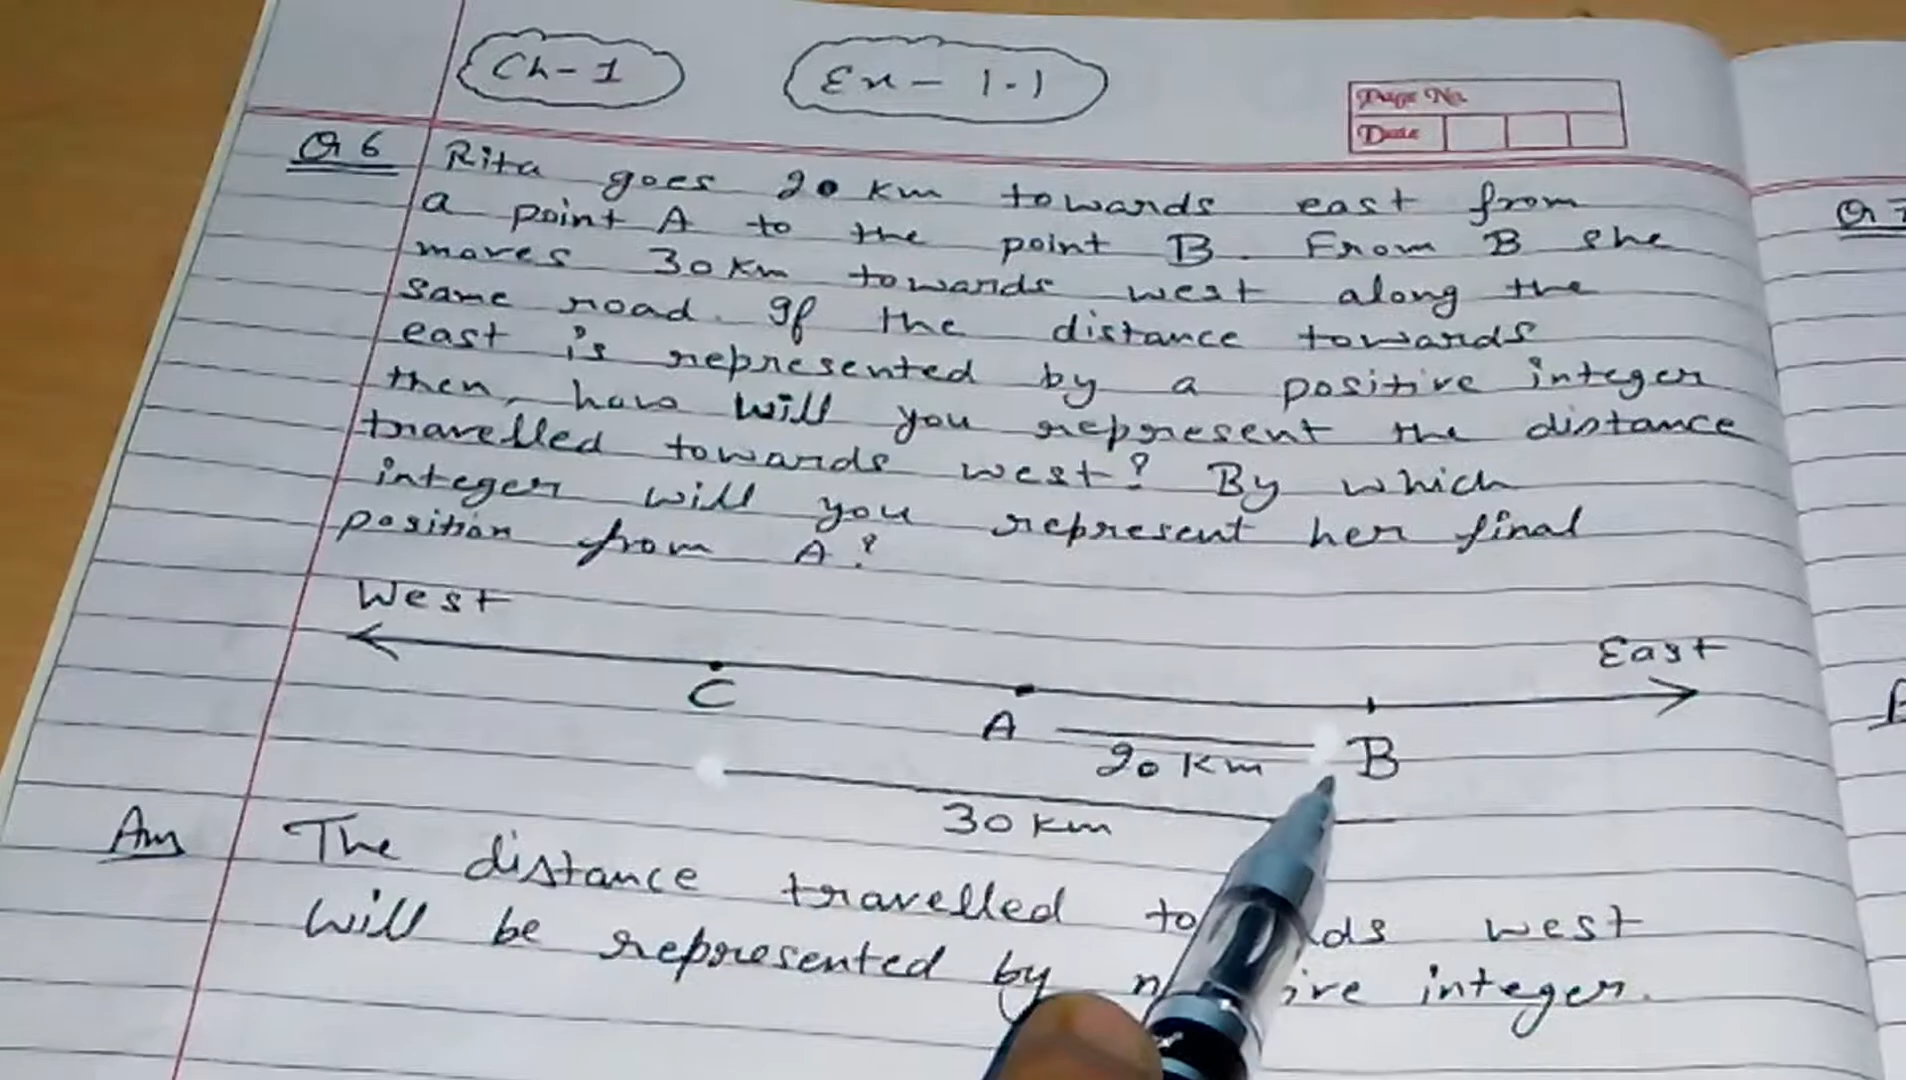 Ch-1
Ex-1.1
Page No.
Date
Q 6
Rita goes 20 km towards east from
a point A to the point B. From B she
moves 30 km towards west along the
same road. If the distance towards
east is represented by a positive integer
then, how will you represent the distance
travelled towards west? By which
integer will you represent her final
position from A?
West
East
C
A
B
20 km
30 km
Ans
The distance travelled to ds west
will be represented by n ive integer.
Q 7